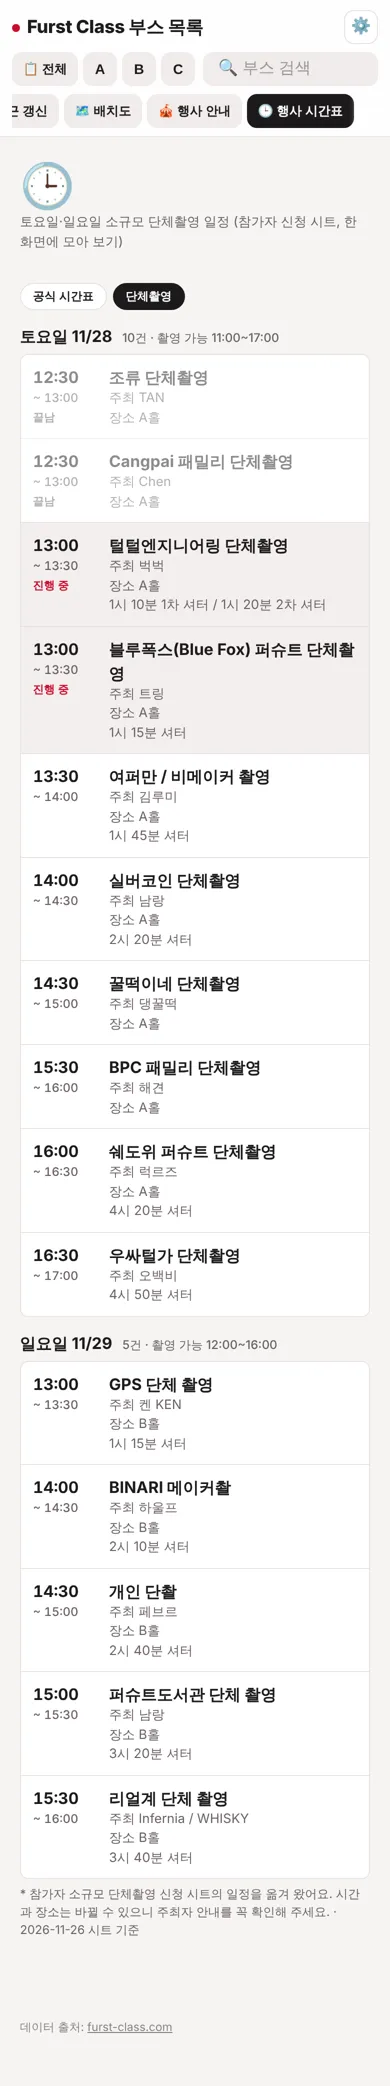 Furst Class 부스 목록
⚙️
📋 전체
A
B
C
🔍 부스 검색
근 갱신
🗺️ 배치도
🎪 행사 안내
🕒 행사 시간표
토요일·일요일 소규모 단체촬영 일정 (참가자 신청 시트, 한
화면에 모아 보기)
공식 시간표
단체촬영
토요일 11/28 10건 · 촬영 가능 11:00~17:00
12:30 조류 단체촬영
~ 13:00 주최 TAN
끝남 장소 A홀
12:30 Cangpai 패밀리 단체촬영
~ 13:00 주최 Chen
끝남 장소 A홀
13:00 털털엔지니어링 단체촬영
~ 13:30 주최 벅벅
진행 중 장소 A홀
1시 10분 1차 셔터 / 1시 20분 2차 셔터
13:00 블루폭스(Blue Fox) 퍼슈트 단체촬
영
~ 13:30
진행 중 주최 트링
장소 A홀
1시 15분 셔터
13:30 여퍼만 / 비메이커 촬영
~ 14:00 주최 김루미
장소 A홀
1시 45분 셔터
14:00 실버코인 단체촬영
~ 14:30 주최 남랑
장소 A홀
2시 20분 셔터
14:30 꿀떡이네 단체촬영
~ 15:00 주최 댕꿀떡
장소 A홀
15:30 BPC 패밀리 단체촬영
~ 16:00 주최 해견
장소 A홀
16:00 쉐도위 퍼슈트 단체촬영
~ 16:30 주최 럭르즈
장소 A홀
4시 20분 셔터
16:30 우싸털가 단체촬영
~ 17:00 주최 오백비
4시 50분 셔터
일요일 11/29 5건 · 촬영 가능 12:00~16:00
13:00 GPS 단체 촬영
~ 13:30 주최 켄 KEN
장소 B홀
1시 15분 셔터
14:00 BINARI 메이커촬
~ 14:30 주최 하울프
장소 B홀
2시 10분 셔터
14:30 개인 단촬
~ 15:00 주최 페브르
장소 B홀
2시 40분 셔터
15:00 퍼슈트도서관 단체 촬영
~ 15:30 주최 남랑
장소 B홀
3시 20분 셔터
15:30 리얼계 단체 촬영
~ 16:00 주최 Infernia / WHISKY
장소 B홀
3시 40분 셔터
* 참가자 소규모 단체촬영 신청 시트의 일정을 옮겨 왔어요. 시간
과 장소는 바뀔 수 있으니 주최자 안내를 꼭 확인해 주세요. ·
2026-11-26 시트 기준
데이터 출처: furst-class.com